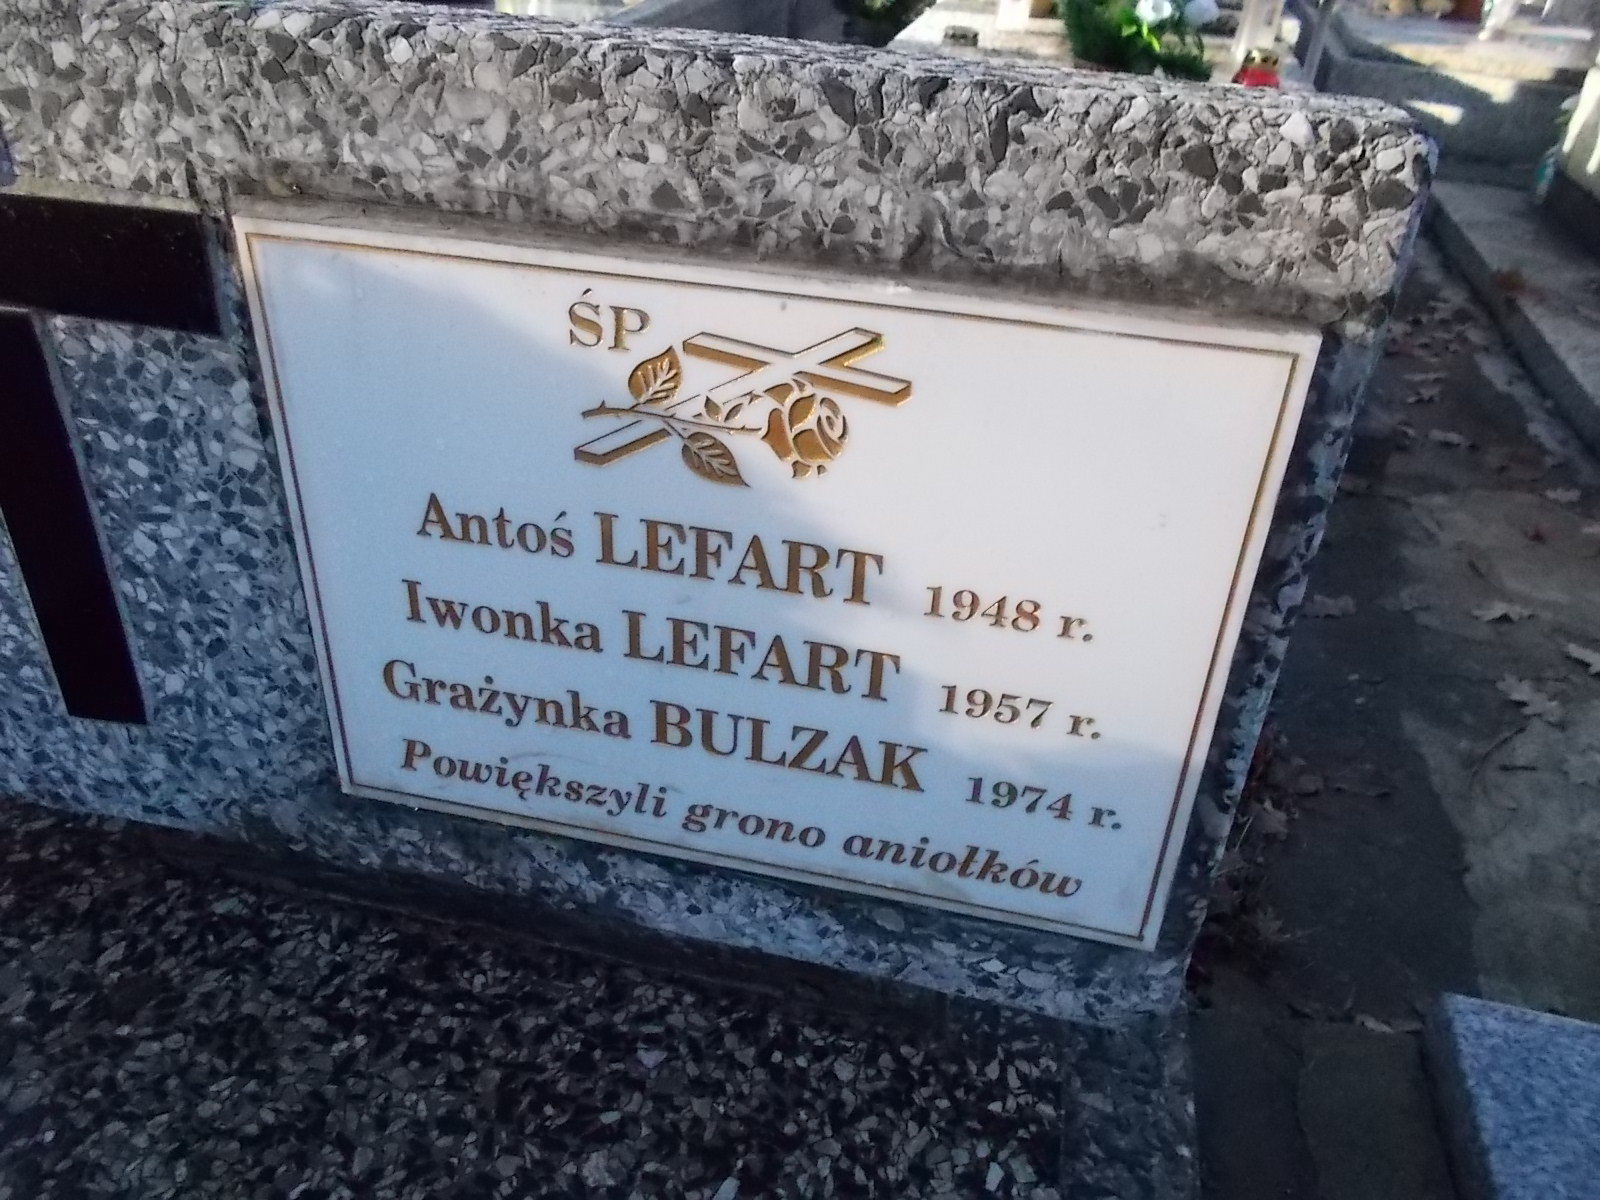 ŚP
Antoś LEFART 1948 r.
Iwonka LEFART 1957 r.
Grażynka BULZAK 1974 r.
Powiększyli grono aniołków